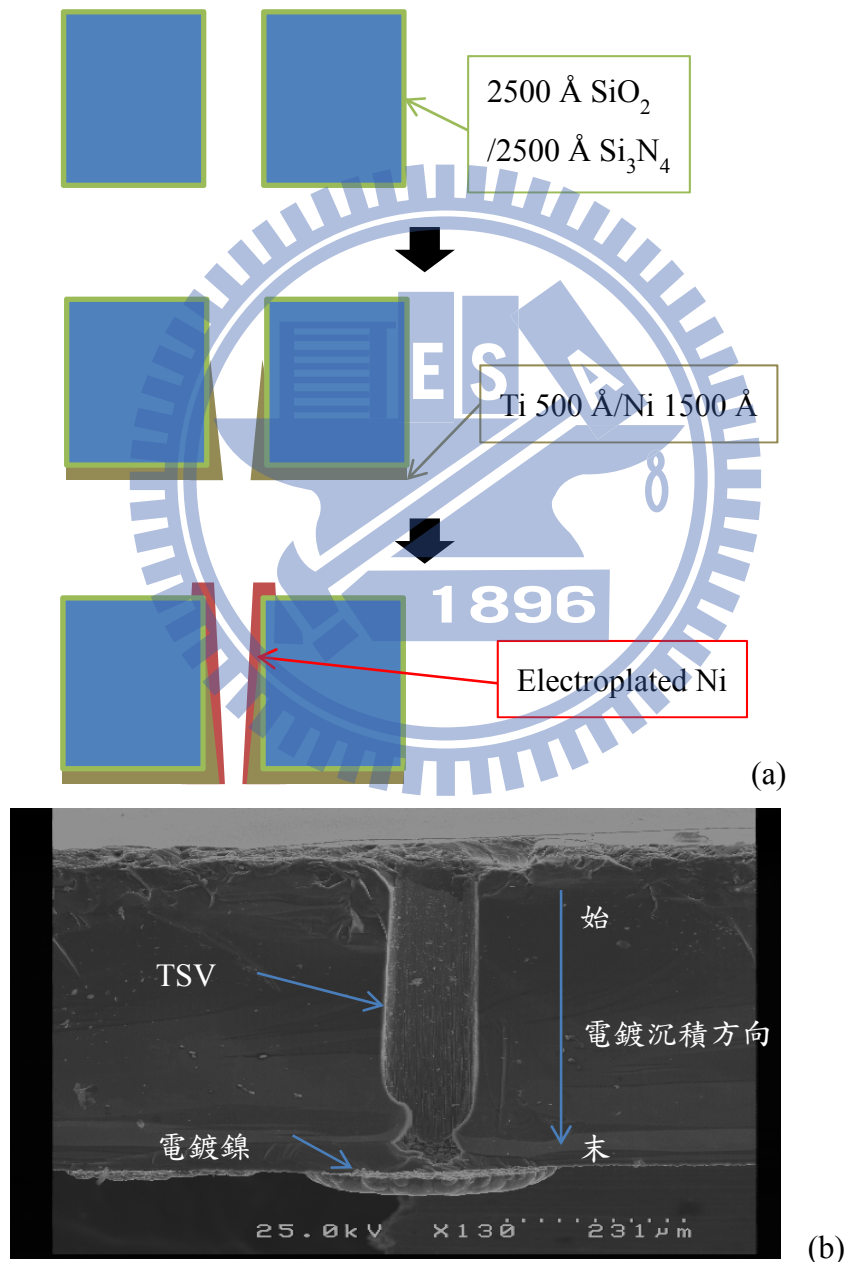 2500 Å SiO₂
/2500 Å Si₃N₄
E S A
Ti 500 Å/Ni 1500 Å
8
1896
Electroplated Ni
(a)
始
TSV
電鍍沉積方向
電鍍鎳
末
25.0kV X130 231μm
(b)